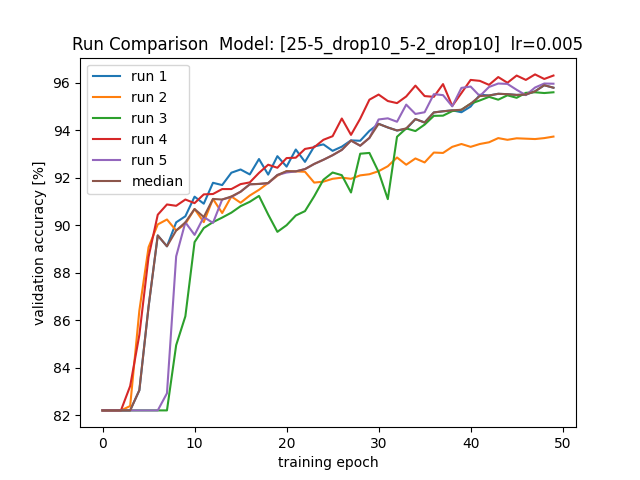 Run Comparison  Model: [25-5_drop10_5-2_drop10]  lr=0.005
run 1
run 2
run 3
run 4
run 5
median
validation accuracy [%]
96
94
92
90
88
86
84
82
0 10 20 30 40 50
training epoch